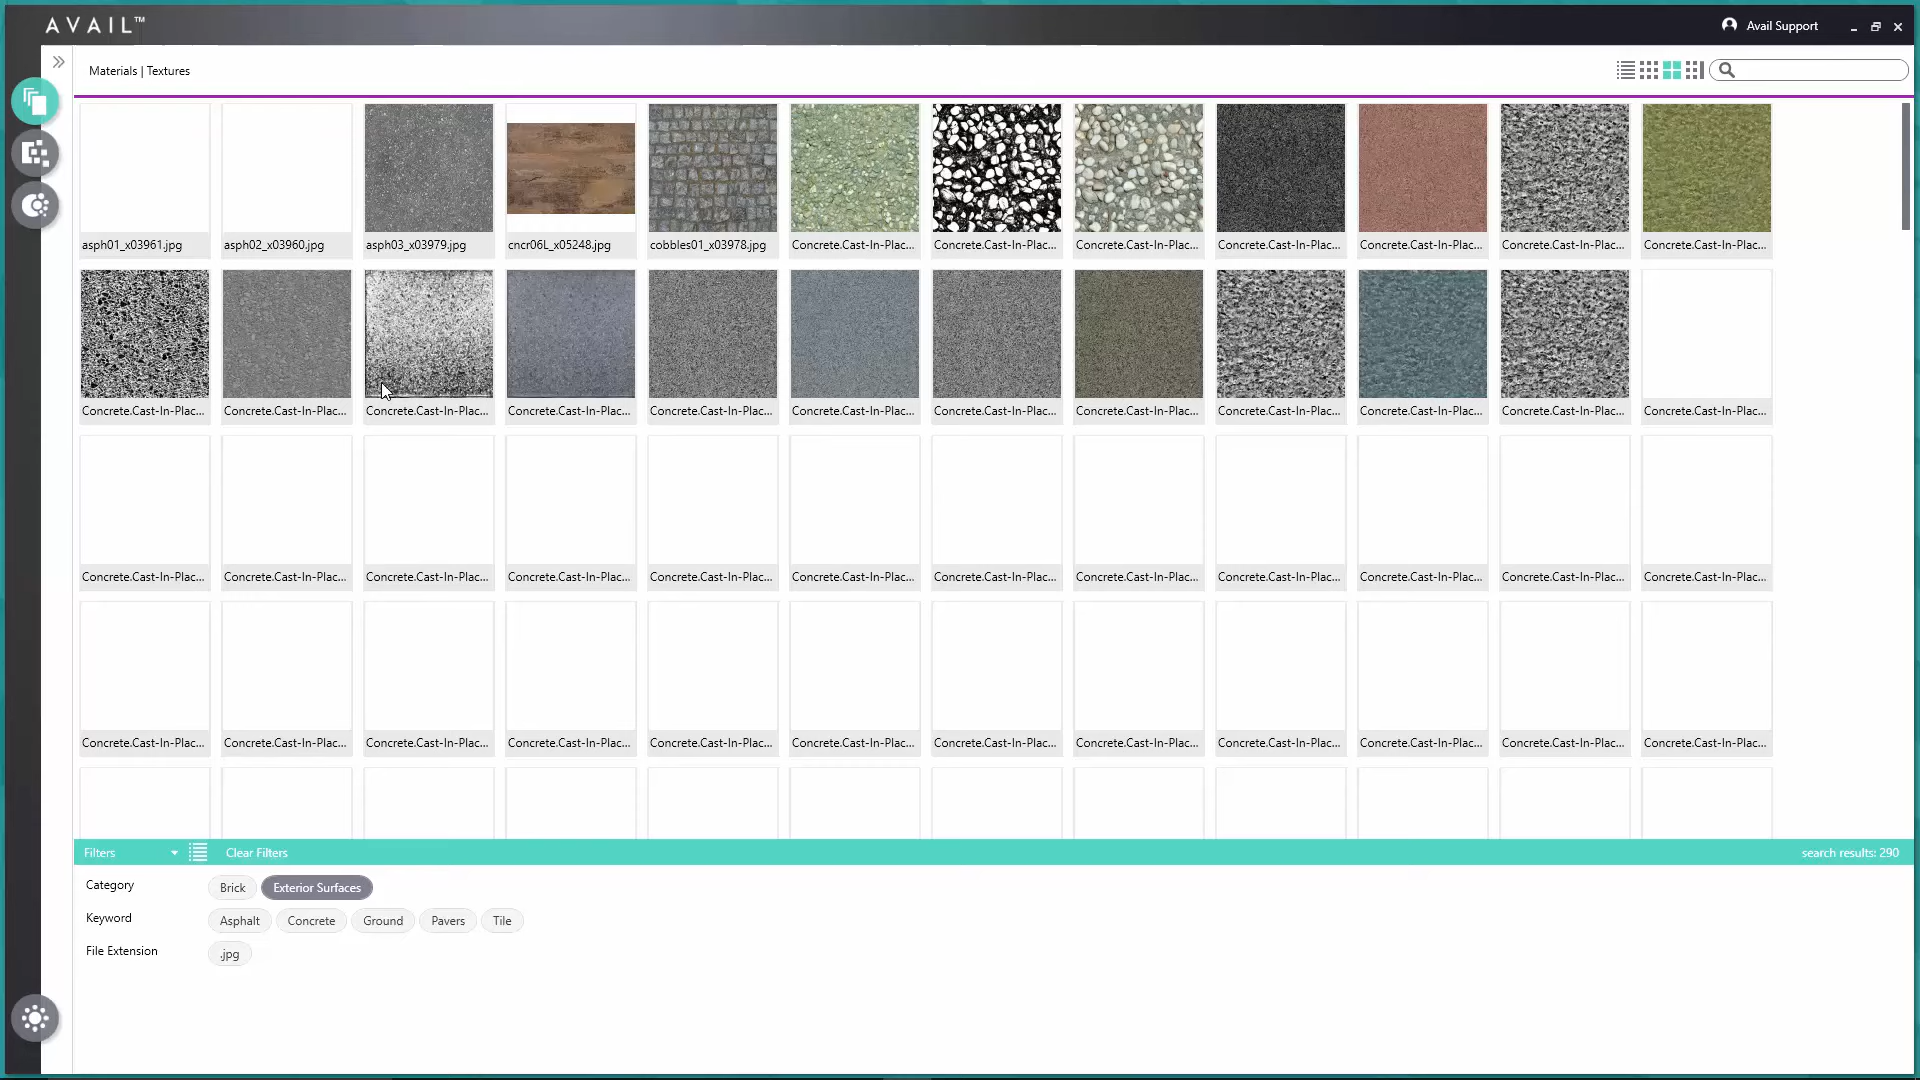 AVAIL™
Avail Support
Materials | Textures
asph01_x03961.jpg asph02_x03960.jpg asph03_x03979.jpg cncr06L_x05248.jpg cobbles01_x03978.jpg Concrete.Cast-In-Plac... Concrete.Cast-In-Plac... Concrete.Cast-In-Plac... Concrete.Cast-In-Plac... Concrete.Cast-In-Plac... Concrete.Cast-In-Plac... Concrete.Cast-In-Plac...
Concrete.Cast-In-Plac... Concrete.Cast-In-Plac... Concrete.Cast-In-Plac... Concrete.Cast-In-Plac... Concrete.Cast-In-Plac... Concrete.Cast-In-Plac... Concrete.Cast-In-Plac... Concrete.Cast-In-Plac... Concrete.Cast-In-Plac... Concrete.Cast-In-Plac... Concrete.Cast-In-Plac... Concrete.Cast-In-Plac...
Concrete.Cast-In-Plac... Concrete.Cast-In-Plac... Concrete.Cast-In-Plac... Concrete.Cast-In-Plac... Concrete.Cast-In-Plac... Concrete.Cast-In-Plac... Concrete.Cast-In-Plac... Concrete.Cast-In-Plac... Concrete.Cast-In-Plac... Concrete.Cast-In-Plac... Concrete.Cast-In-Plac... Concrete.Cast-In-Plac...
Concrete.Cast-In-Plac... Concrete.Cast-In-Plac... Concrete.Cast-In-Plac... Concrete.Cast-In-Plac... Concrete.Cast-In-Plac... Concrete.Cast-In-Plac... Concrete.Cast-In-Plac... Concrete.Cast-In-Plac... Concrete.Cast-In-Plac... Concrete.Cast-In-Plac... Concrete.Cast-In-Plac... Concrete.Cast-In-Plac...
Filters Clear Filters search results: 290
Category Brick Exterior Surfaces
Keyword Asphalt Concrete Ground Pavers Tile
File Extension .jpg